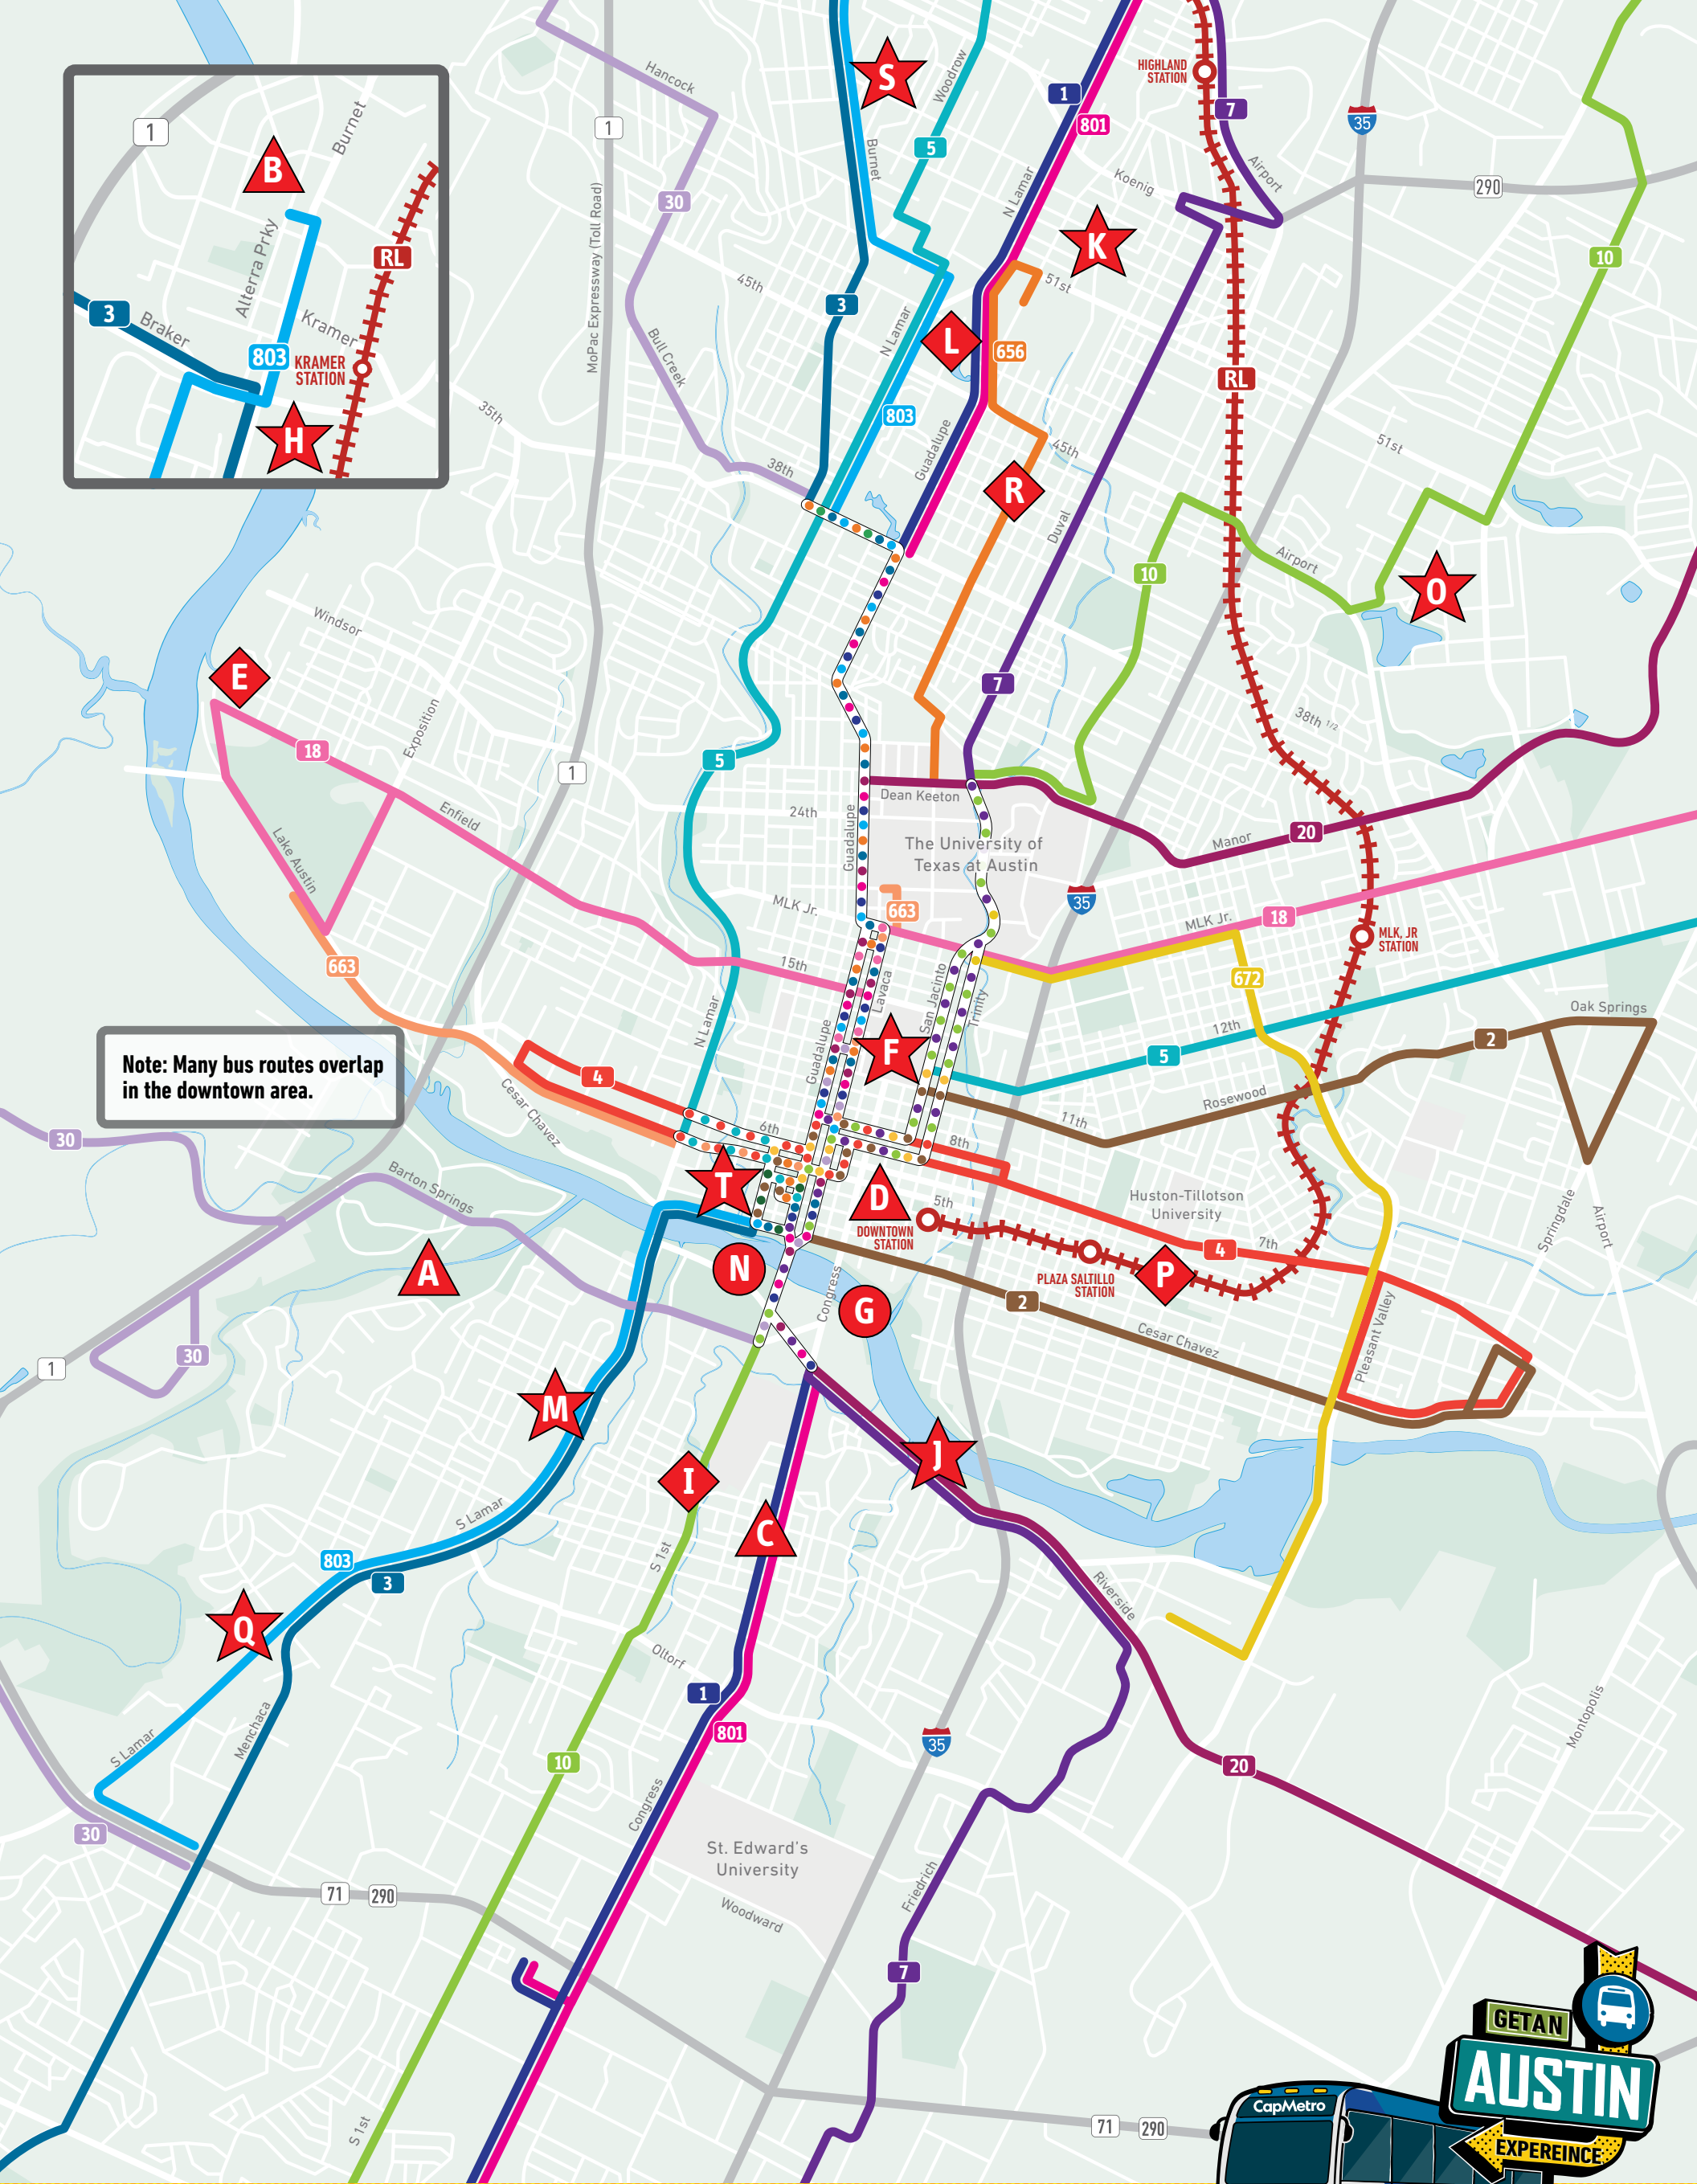 S
Woodrow
HIGHLAND
STATION
Hancock
1
7
35
801
1
1
B
Burnet
Burnet
5
Airport
Koenig
290
N Lamar
30
MoPac Expressway (Toll Road)
K
10
RL
Alterra Prky
3
Braker
Kramer
803
KRAMER
STATION
H
45th
51st
3
N Lamar
L
656
Bull Creek
RL
35th
803
Guadalupe
45th
51st
38th
R
Duval
Airport
10
O
Windsor
E
7
38th 1/2
Exposition
18
5
1
Dean Keeton
24th
Enfield
Guadalupe
The University of
Texas at Austin
Manor
20
Lake Austin
35
MLK Jr.
663
MLK Jr.
18
MLK, JR
STATION
663
15th
672
Lavaca
San Jacinto
Trinity
N Lamar
Guadalupe
Oak Springs
12th
2
5
F
Note: Many bus routes overlap
in the downtown area.
4
Cesar Chavez
Rosewood
11th
6th
8th
30
Barton Springs
T
D
5th
DOWNTOWN
STATION
Huston-Tillotson
University
Springdale
Airport
7th
4
A
N
PLAZA SALTILLO
STATION
P
G
Congress
2
Cesar Chavez
Pleasant Valley
30
1
M
J
I
S Lamar
C
S 1st
803
3
Riverside
Q
Oltorf
1
801
Menchaca
S Lamar
35
Montopolis
10
20
Congress
30
St. Edward's
University
71
290
Friedrich
Woodward
7
GET AN
AUSTIN
CapMetro
EXPEREINCE
S 1st
71
290